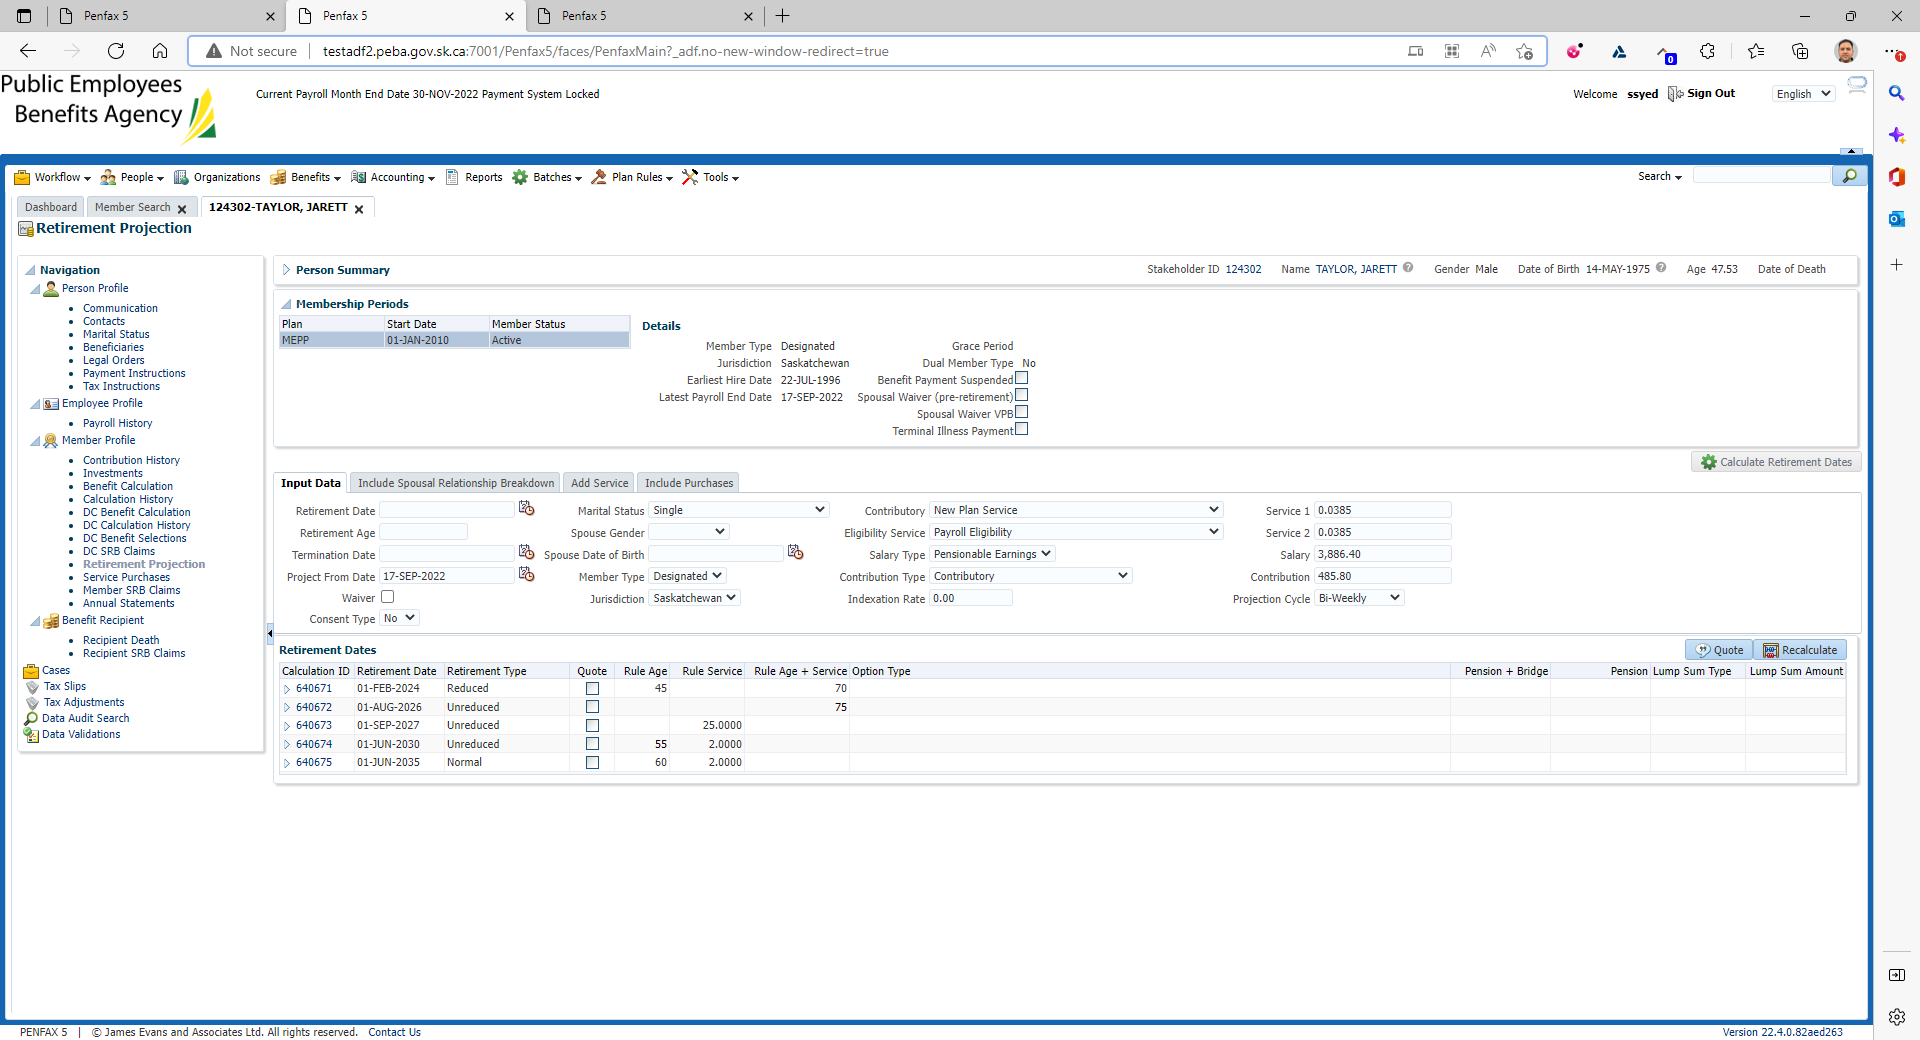 Penfax 5
Penfax 5
Penfax 5
Not secure
testadf2.peba.gov.sk.ca:7001/Penfax5/faces/PenfaxMain?_adf.no-new-window-redirect=true
0
1
Public Employees
Benefits Agency
Current Payroll Month End Date 30-NOV-2022 Payment System Locked
Welcome ssyed Sign Out English
Workflow People Organizations Benefits Accounting Reports Batches Plan Rules Tools
Search
Dashboard Member Search 124302-TAYLOR, JARETT
Retirement Projection
Navigation
Person Profile
Communication
Contacts
Marital Status
Beneficiaries
Legal Orders
Payment Instructions
Tax Instructions
Employee Profile
Payroll History
Member Profile
Contribution History
Investments
Benefit Calculation
Calculation History
DC Benefit Calculation
DC Calculation History
DC Benefit Selections
DC SRB Claims
Retirement Projection
Service Purchases
Member SRB Claims
Annual Statements
Benefit Recipient
Recipient Death
Recipient SRB Claims
Cases
Tax Slips
Tax Adjustments
Data Audit Search
Data Validations
Person Summary
Stakeholder ID 124302 Name TAYLOR, JARETT Gender Male Date of Birth 14-MAY-1975 Age 47.53 Date of Death
Membership Periods
Plan Start Date Member Status
MEPP 01-JAN-2010 Active
Details
Member Type Designated Grace Period
Jurisdiction Saskatchewan Dual Member Type No
Earliest Hire Date 22-JUL-1996 Benefit Payment Suspended
Latest Payroll End Date 17-SEP-2022 Spousal Waiver (pre-retirement)
Spousal Waiver VPB
Terminal Illness Payment
Calculate Retirement Dates
Input Data Include Spousal Relationship Breakdown Add Service Include Purchases
Retirement Date Marital Status Single Contributory New Plan Service Service 1 0.0385
Retirement Age Spouse Gender Eligibility Service Payroll Eligibility Service 2 0.0385
Termination Date Spouse Date of Birth Salary Type Pensionable Earnings Salary 3,886.40
Project From Date 17-SEP-2022 Member Type Designated Contribution Type Contributory Contribution 485.80
Waiver Jurisdiction Saskatchewan Indexation Rate 0.00 Projection Cycle Bi-Weekly
Consent Type No
Retirement Dates Quote Recalculate
Calculation ID Retirement Date Retirement Type Quote Rule Age Rule Service Rule Age + Service Option Type Pension + Bridge Pension Lump Sum Type Lump Sum Amount
640671 01-FEB-2024 Reduced 45 70
640672 01-AUG-2026 Unreduced 75
640673 01-SEP-2027 Unreduced 25.0000
640674 01-JUN-2030 Unreduced 55 2.0000
640675 01-JUN-2035 Normal 60 2.0000
PENFAX 5 | © James Evans and Associates Ltd. All rights reserved. Contact Us
Version 22.4.0.82aed263